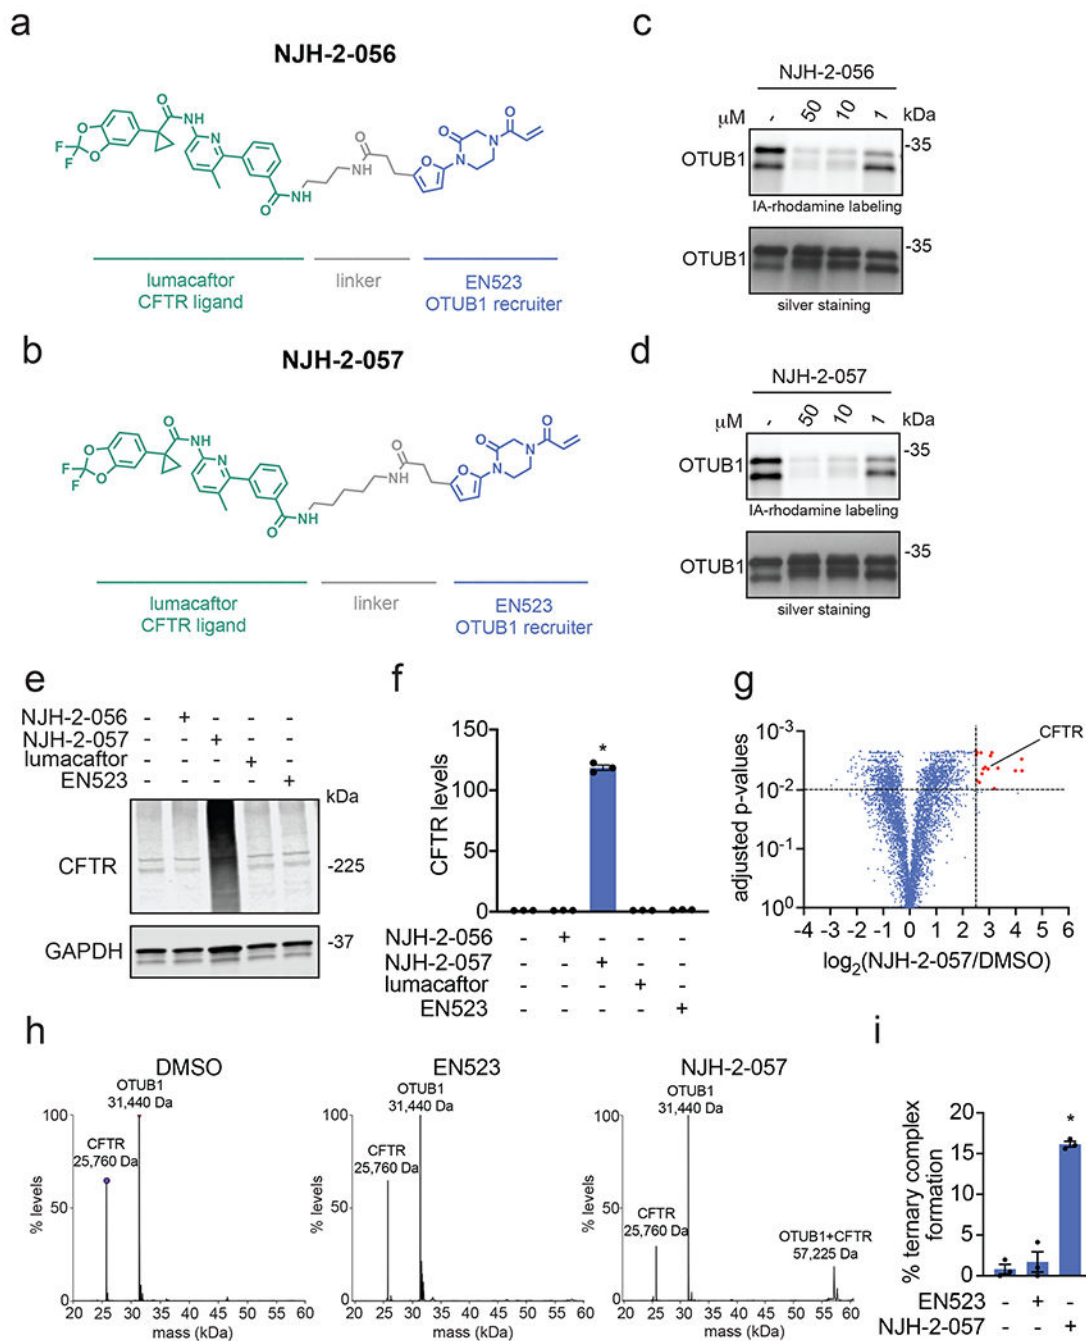 a
NJH-2-056
O
NH
N
O
O
F
F
O
NH
O
NH
O
O
N
N
O
lumacaftor
CFTR ligand
linker
EN523
OTUB1 recruiter
b
NJH-2-057
O
NH
N
O
O
F
F
O
NH
O
NH
O
O
N
N
O
lumacaftor
CFTR ligand
linker
EN523
OTUB1 recruiter
c
NJH-2-056
μM - 50 10 1 kDa
OTUB1
-35
IA-rhodamine labeling
OTUB1
-35
silver staining
d
NJH-2-057
μM - 50 10 1 kDa
OTUB1
-35
IA-rhodamine labeling
OTUB1
-35
silver staining
e
NJH-2-056 - + - - -
NJH-2-057 - - + - -
lumacaftor - - - + -
EN523 - - - - +
kDa
CFTR
-225
GAPDH
-37
f
CFTR levels
150
100
50
0
*
NJH-2-056 - + - - -
NJH-2-057 - - + - -
lumacaftor - - - + -
EN523 - - - - +
g
adjusted p-values
10-3
10-2
10-1
100
CFTR
-4 -3 -2 -1 0 1 2 3 4 5 6
log2(NJH-2-057/DMSO)
h
DMSO
OTUB1
31,440 Da
CFTR
25,760 Da
% levels
100
50
0
20 25 30 35 40 45 50 55 60
mass (kDa)
EN523
OTUB1
31,440 Da
CFTR
25,760 Da
% levels
100
50
0
20 25 30 35 40 45 50 55 60
mass (kDa)
NJH-2-057
OTUB1
31,440 Da
CFTR
25,760 Da
OTUB1+CFTR
57,225 Da
% levels
100
50
0
20 25 30 35 40 45 50 55 60
mass (kDa)
i
% ternary complex
formation
20
15
10
5
0
*
EN523 - + -
NJH-2-057 - - +